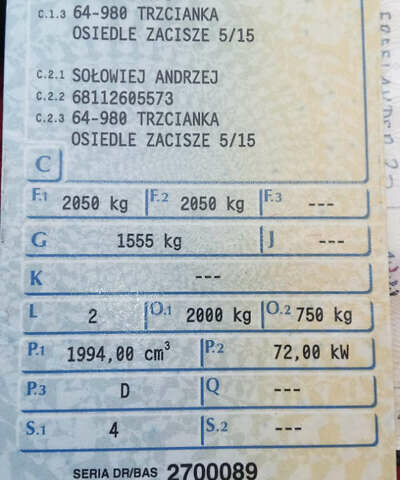 C.1.3 64-980 TRZCIANKA
OSIEDLE ZACISZE 5/15
C.2.1 SOŁOWIEJ ANDRZEJ
C.2.2 68112605573
C.2.3 64-980 TRZCIANKA
OSIEDLE ZACISZE 5/15
C
F.1 2050 kg F.2 2050 kg F.3 ---
G 1555 kg J ---
K ---
L 2 O.1 2000 kg O.2 750 kg
P.1 1994,00 cm³ P.2 72,00 kW
P.3 D Q ---
S.1 4 S.2 ---
SERIA DR/BAS 2700089